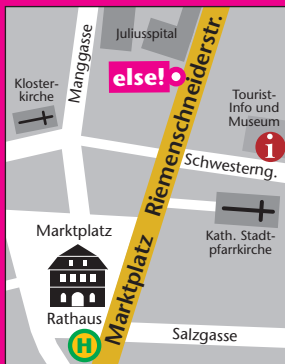 Juliusspital
Manggasse
Kloster-
kirche
else!
Riemenschneiderstr.
Tourist-
Info und
Museum
i
Schwesterng.
Marktplatz
Kath. Stadt-
pfarrkirche
Marktplatz
Rathaus
H
Salzgasse